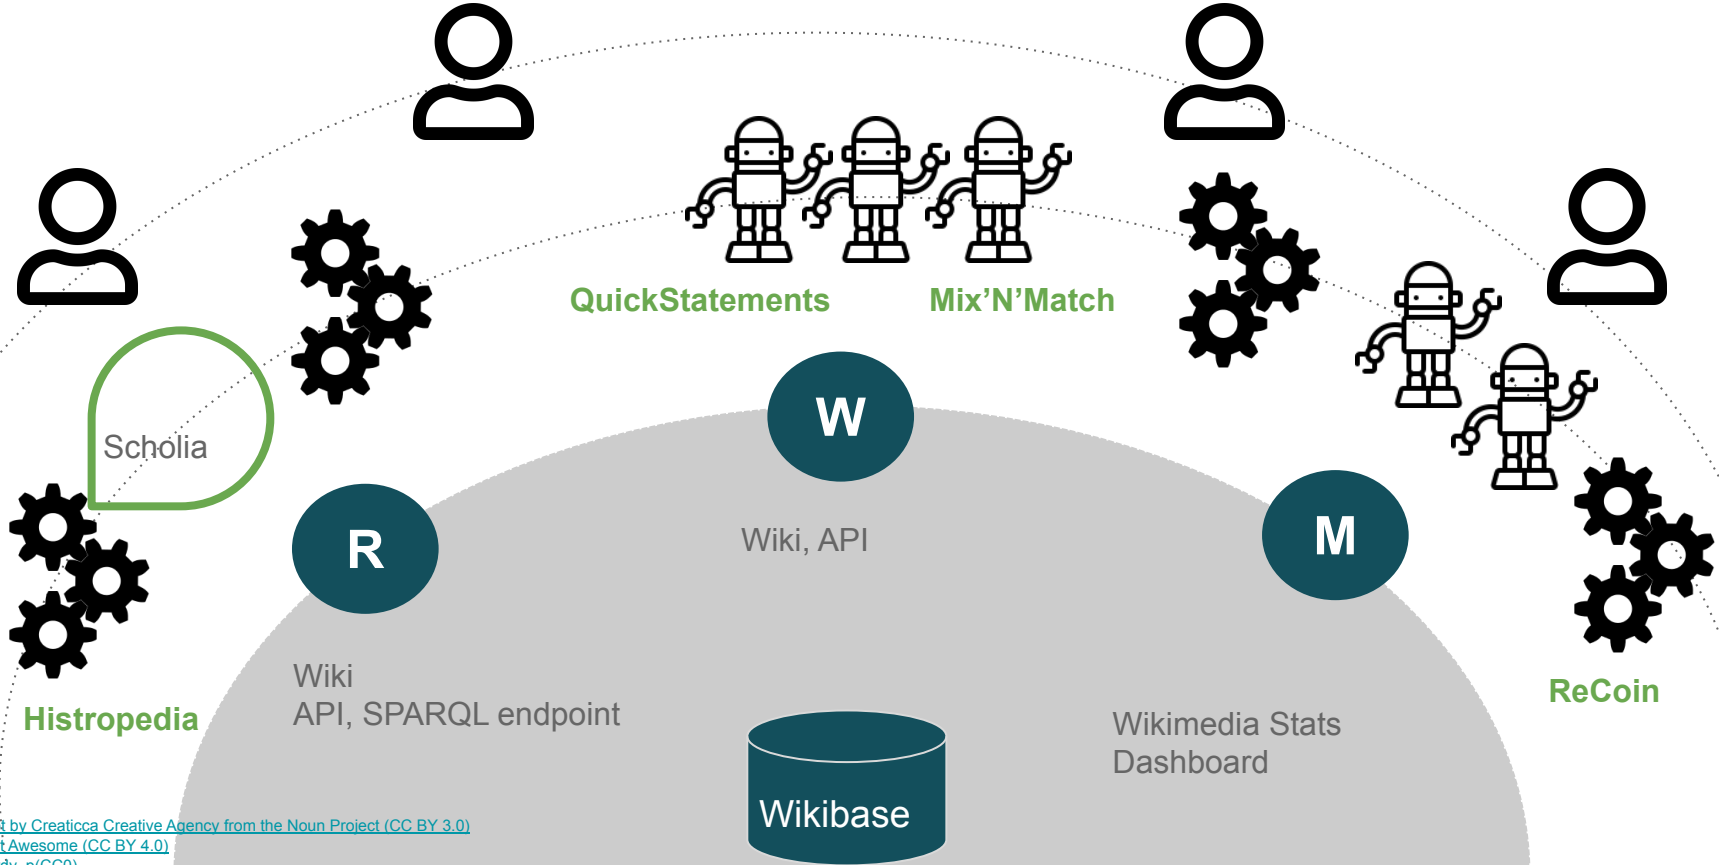 QuickStatements
Mix’N’Match
Scholia
W
R
M
Wiki, API
Wiki
API, SPARQL endpoint
Histropedia
ReCoin
Wikimedia Stats
Dashboard
Wikibase
by Creaticca Creative Agency from the Noun Project (CC BY 3.0)
Awesome (CC BY 4.0)